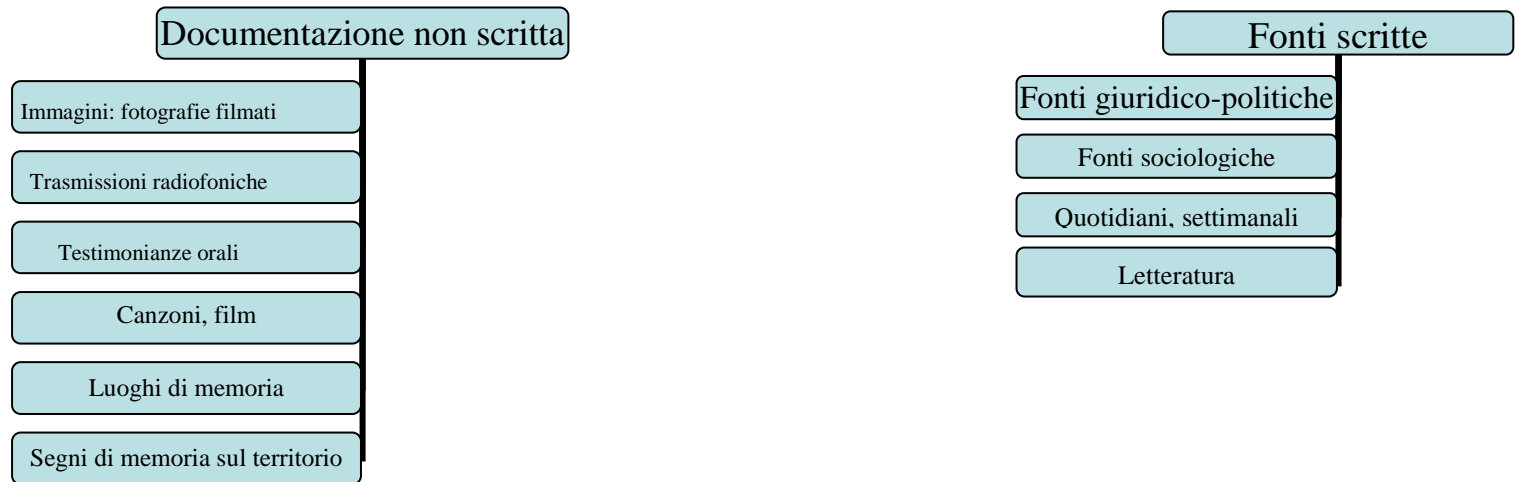 Documentazione non scritta
Immagini: fotografie filmati
Trasmissioni radiofoniche
Testimonianze orali
Canzoni, film
Luoghi di memoria
Segni di memoria sul territorio
Fonti scritte
Fonti giuridico-politiche
Fonti sociologiche
Quotidiani, settimanali
Letteratura